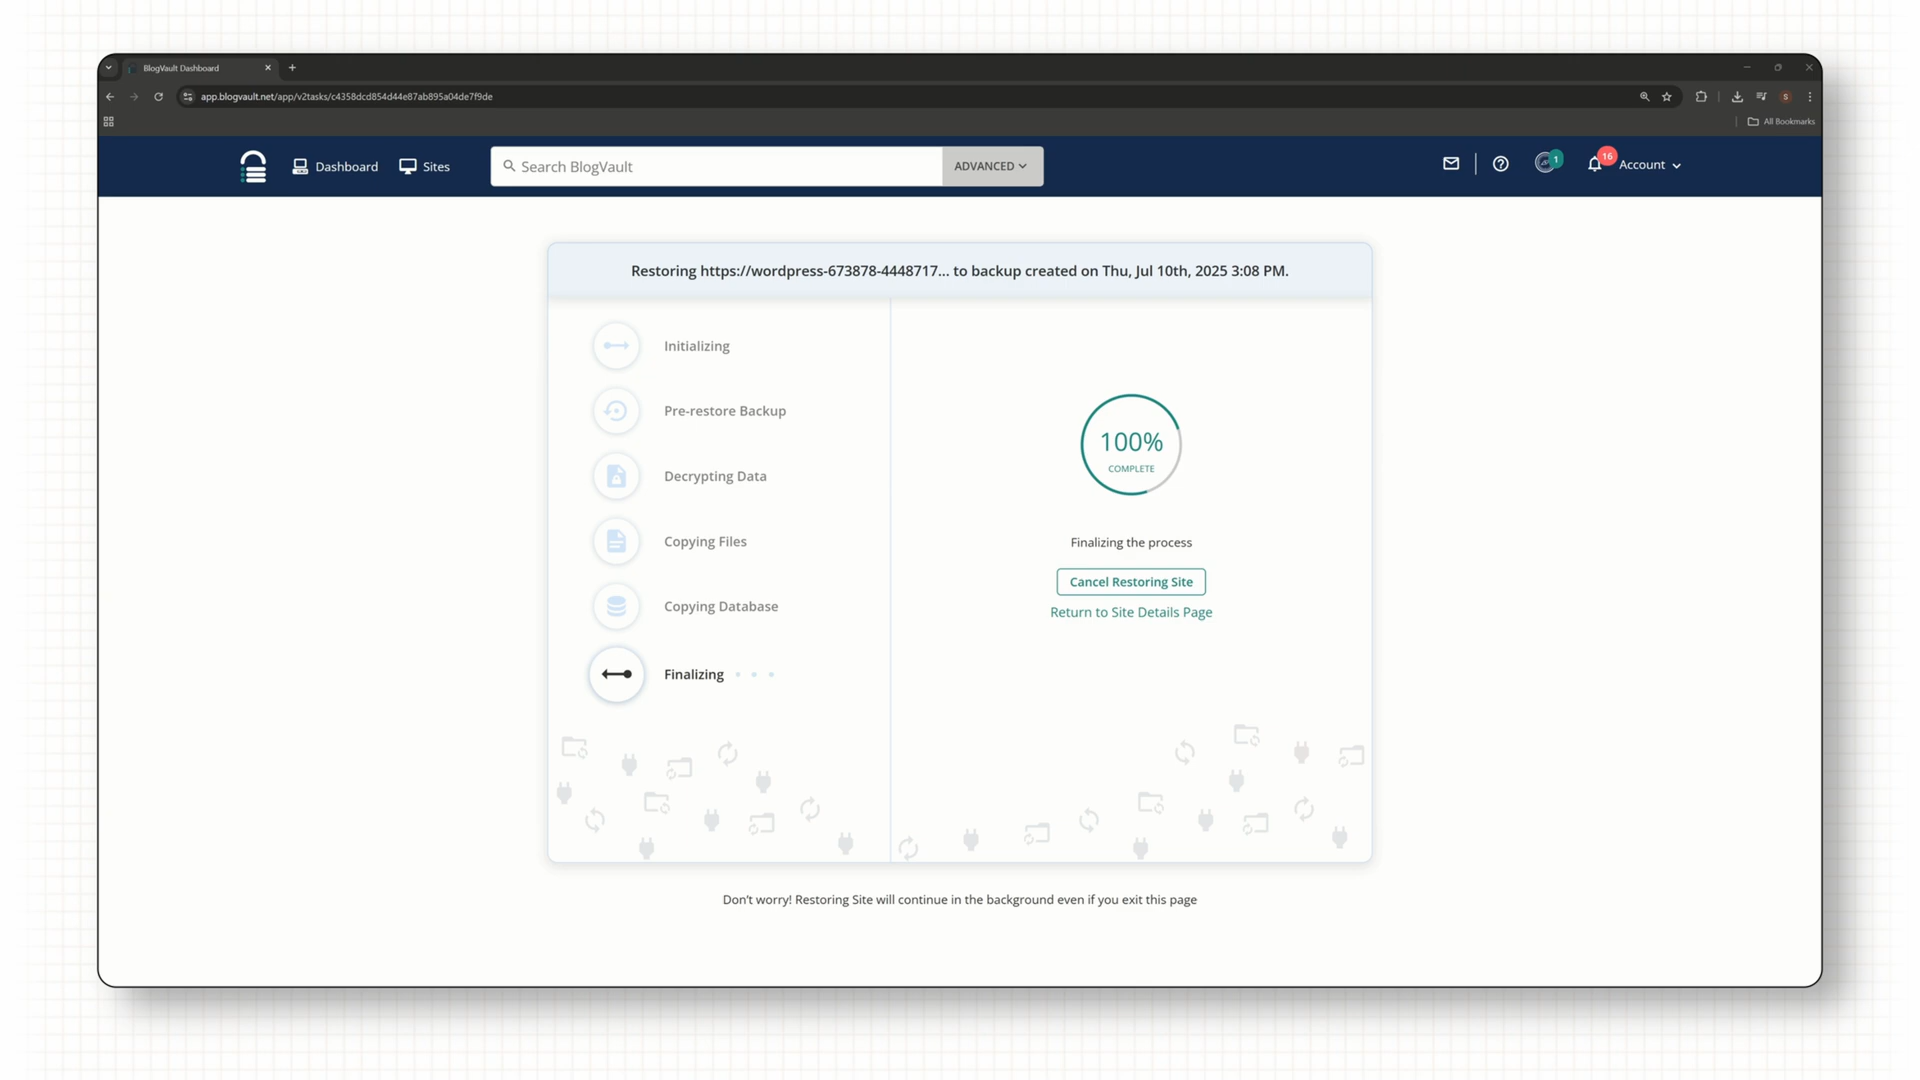 BlogVault Dashboard
app.blogvault.net/app/v2tasks/c4358dcd854d44e87ab895a04de7f9de
S
All Bookmarks
Dashboard
Sites
Search BlogVault
ADVANCED
1
16
Account
Restoring https://wordpress-673878-4448717... to backup created on Thu, Jul 10th, 2025 3:08 PM.
Initializing
Pre-restore Backup
Decrypting Data
Copying Files
Copying Database
Finalizing
100%
COMPLETE
Finalizing the process
Cancel Restoring Site
Return to Site Details Page
Don't worry! Restoring Site will continue in the background even if you exit this page